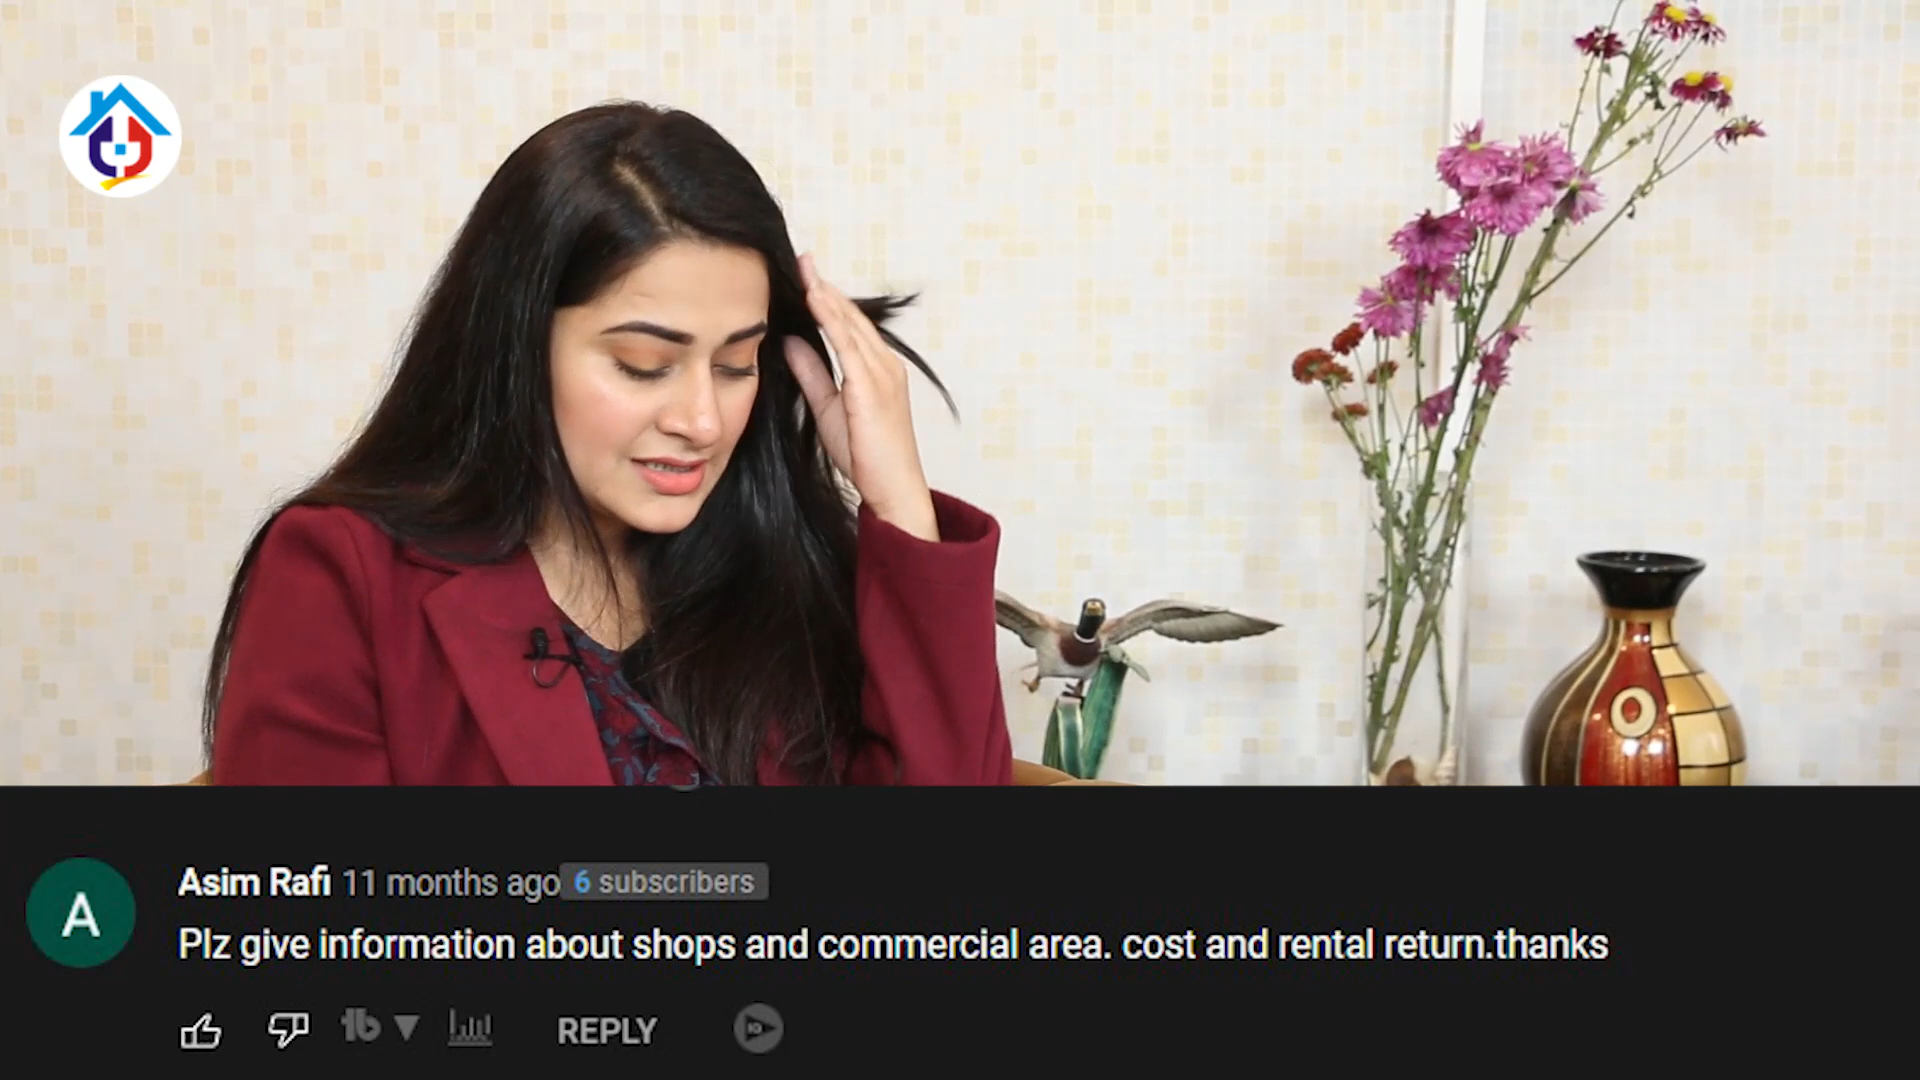 A
Asim Rafi 11 months ago 6 subscribers
Plz give information about shops and commercial area. cost and rental return.thanks
REPLY